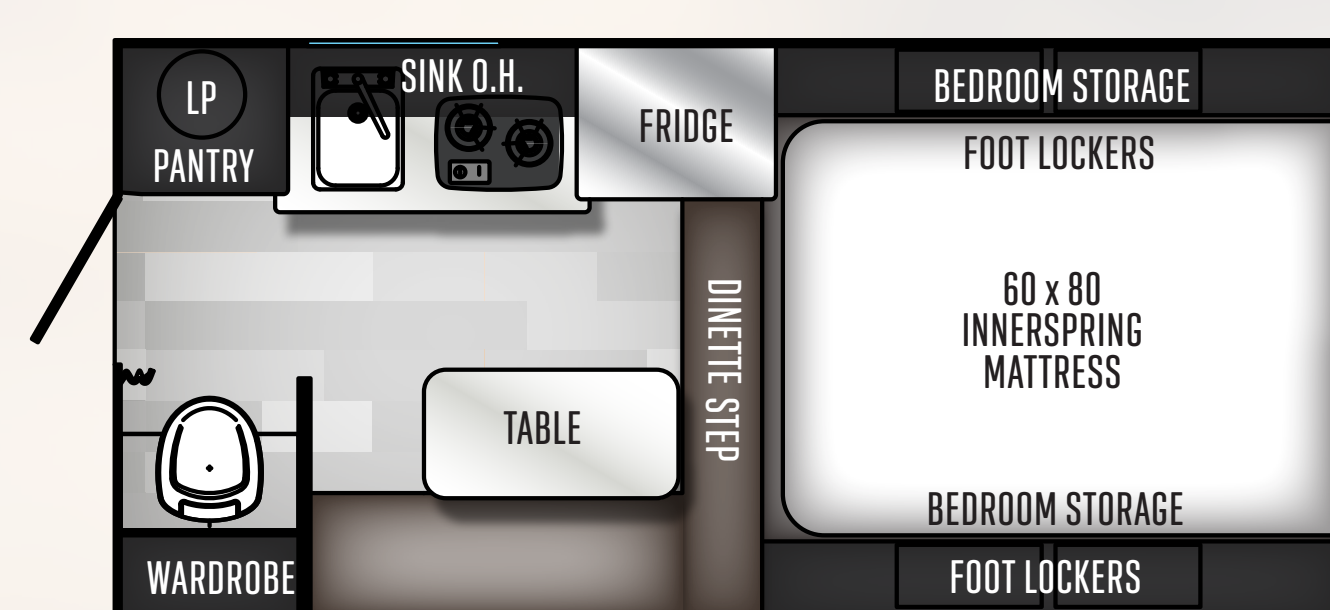 LP
PANTRY
SINK O.H.
FRIDGE
BEDROOM STORAGE
FOOT LOCKERS
60 x 80
INNERSPRING
MATTRESS
DINETTE STEP
TABLE
BEDROOM STORAGE
FOOT LOCKERS
WARDROBE